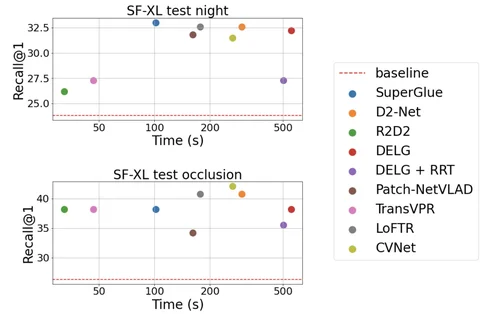 SF-XL test night
32.5
30.0
27.5
25.0
Recall@1
50
100
200
500
Time (s)
SF-XL test occlusion
40
35
30
Recall@1
50
100
200
500
Time (s)
baseline
SuperGlue
D2-Net
R2D2
DELG
DELG + RRT
Patch-NetVLAD
TransVPR
LoFTR
CVNet